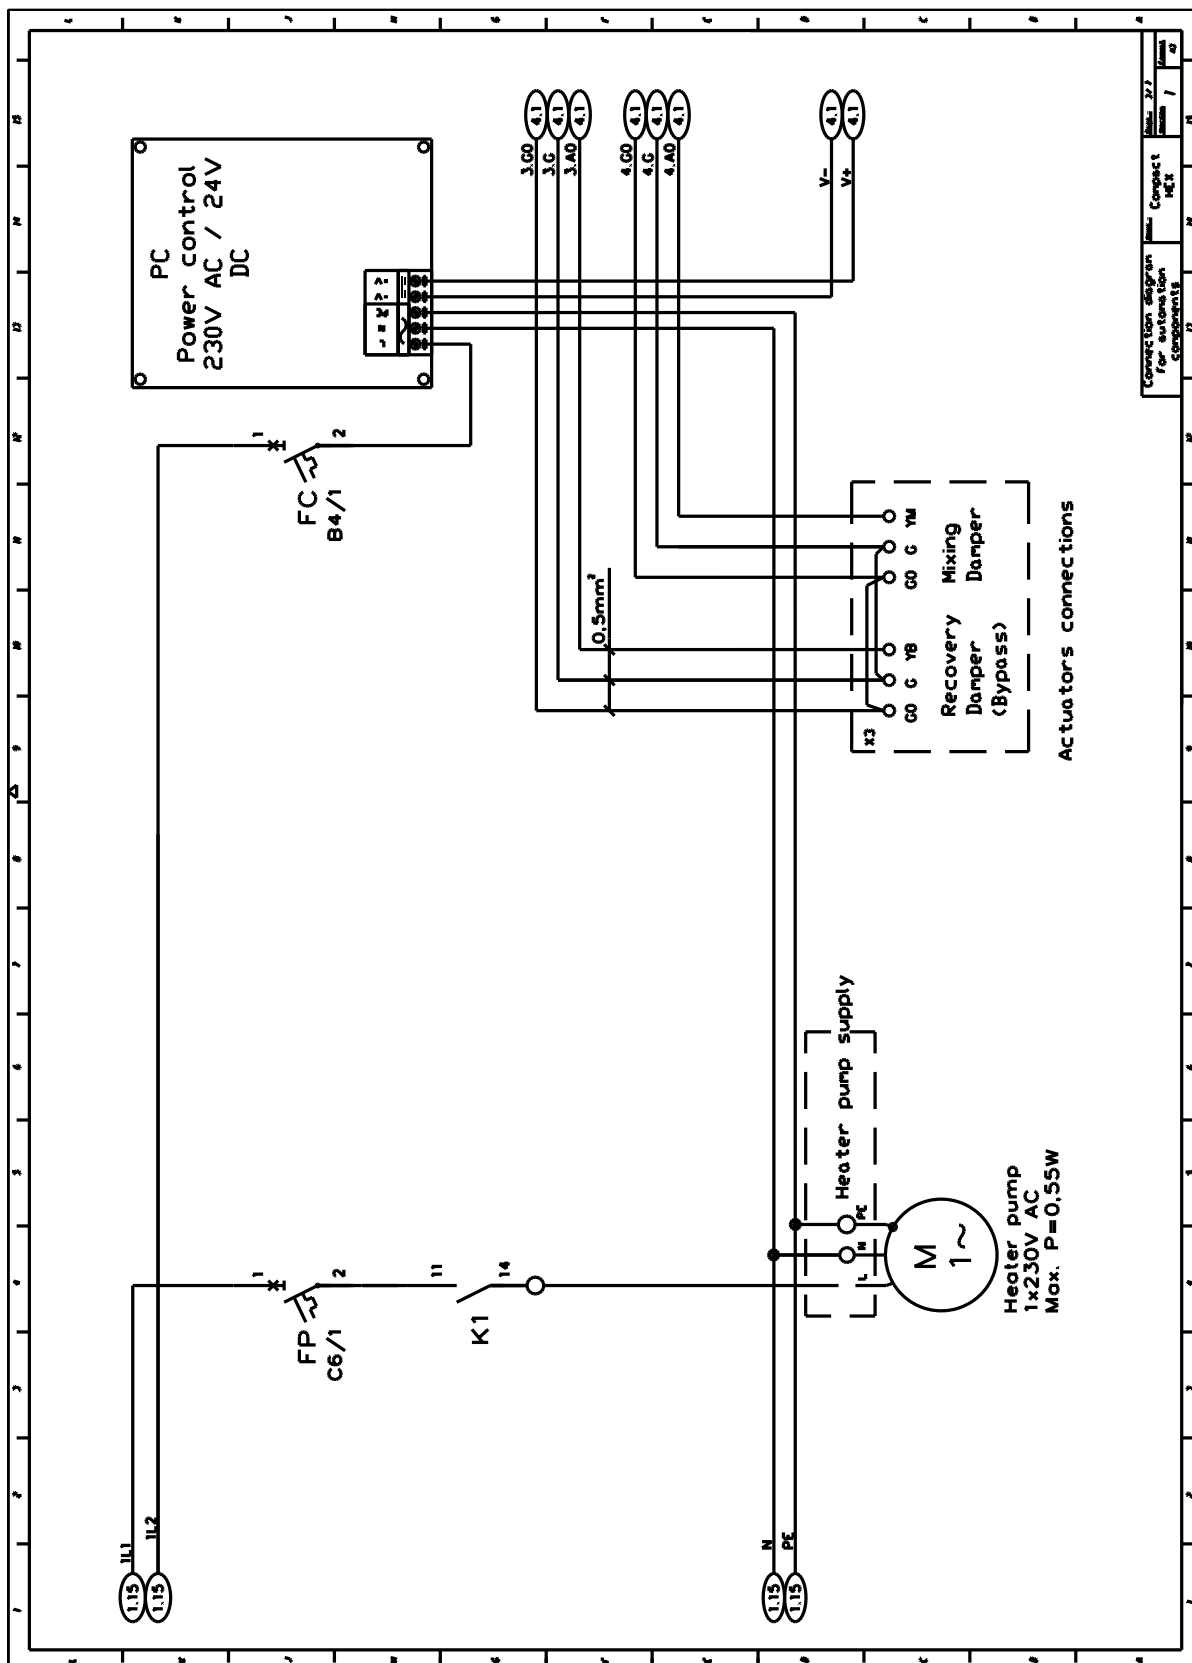 PC
Power control
230V AC / 24V
DC
FC
B4/1
1
2
3.G0
3.G
3.A0
4.G0
4.G
4.A0
V-
V+
4.1
4.1
4.1
4.1
4.1
4.1
4.1
4.1
0,5mm²
X3
G0
G
YB
G0
G
YM
Recovery
Damper
(Bypass)
Mixing
Damper
Actuators connections
1L1
1L2
1.15
1.15
FP
C6/1
1
2
11
14
K1
N
PE
1.15
1.15
L
N
PE
Heater pump supply
M
1~
Heater pump
1x230V AC
Max. P=0,55W
Connection diagram
for automation
components
Compact
HEX